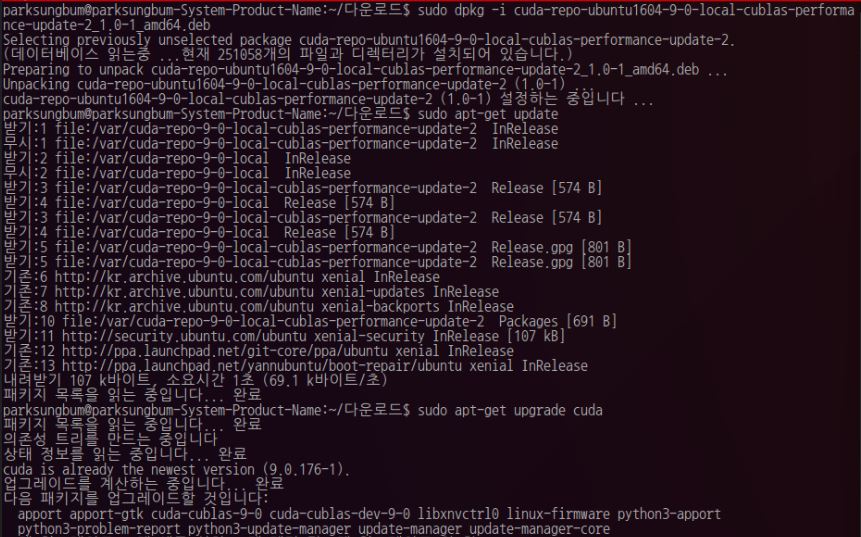 parksungbum@parksungbum-System-Product-Name:~/다운로드$ sudo dpkg -i cuda-repo-ubuntu1604-9-0-local-cublas-performa
nce-update-2_1.0-1_amd64.deb
Selecting previously unselected package cuda-repo-ubuntu1604-9-0-local-cublas-performance-update-2.
(데이터베이스 읽는중 ...현재 251058개의 파일과 디렉터리가 설치되어 있습니다.)
Preparing to unpack cuda-repo-ubuntu1604-9-0-local-cublas-performance-update-2_1.0-1_amd64.deb ...
Unpacking cuda-repo-ubuntu1604-9-0-local-cublas-performance-update-2 (1.0-1) ...
cuda-repo-ubuntu1604-9-0-local-cublas-performance-update-2 (1.0-1) 설정하는 중입니다 ...
parksungbum@parksungbum-System-Product-Name:~/다운로드$ sudo apt-get update
받기:1 file:/var/cuda-repo-9-0-local-cublas-performance-update-2  InRelease
무시:1 file:/var/cuda-repo-9-0-local-cublas-performance-update-2  InRelease
받기:2 file:/var/cuda-repo-9-0-local  InRelease
무시:2 file:/var/cuda-repo-9-0-local  InRelease
받기:3 file:/var/cuda-repo-9-0-local-cublas-performance-update-2  Release [574 B]
받기:4 file:/var/cuda-repo-9-0-local  Release [574 B]
받기:3 file:/var/cuda-repo-9-0-local-cublas-performance-update-2  Release [574 B]
받기:4 file:/var/cuda-repo-9-0-local  Release [574 B]
받기:5 file:/var/cuda-repo-9-0-local-cublas-performance-update-2  Release.gpg [801 B]
받기:5 file:/var/cuda-repo-9-0-local-cublas-performance-update-2  Release.gpg [801 B]
기존:6 http://kr.archive.ubuntu.com/ubuntu xenial InRelease
기존:7 http://kr.archive.ubuntu.com/ubuntu xenial-updates InRelease
기존:8 http://kr.archive.ubuntu.com/ubuntu xenial-backports InRelease
받기:10 file:/var/cuda-repo-9-0-local-cublas-performance-update-2  Packages [691 B]
받기:11 http://security.ubuntu.com/ubuntu xenial-security InRelease [107 kB]
기존:12 http://ppa.launchpad.net/git-core/ppa/ubuntu xenial InRelease
기존:13 http://ppa.launchpad.net/yannubuntu/boot-repair/ubuntu xenial InRelease
내려받기 107 k바이트, 소요시간 1초 (69.1 k바이트/초)
패키지 목록을 읽는 중입니다... 완료
parksungbum@parksungbum-System-Product-Name:~/다운로드$ sudo apt-get upgrade cuda
패키지 목록을 읽는 중입니다... 완료
의존성 트리를 만드는 중입니다
상태 정보를 읽는 중입니다... 완료
cuda is already the newest version (9.0.176-1).
업그레이드를 계산하는 중입니다... 완료
다음 패키지를 업그레이드할 것입니다:
  apport apport-gtk cuda-cublas-9-0 cuda-cublas-dev-9-0 libxnvctrl0 linux-firmware python3-apport
  python3-problem-report python3-update-manager update-manager update-manager-core